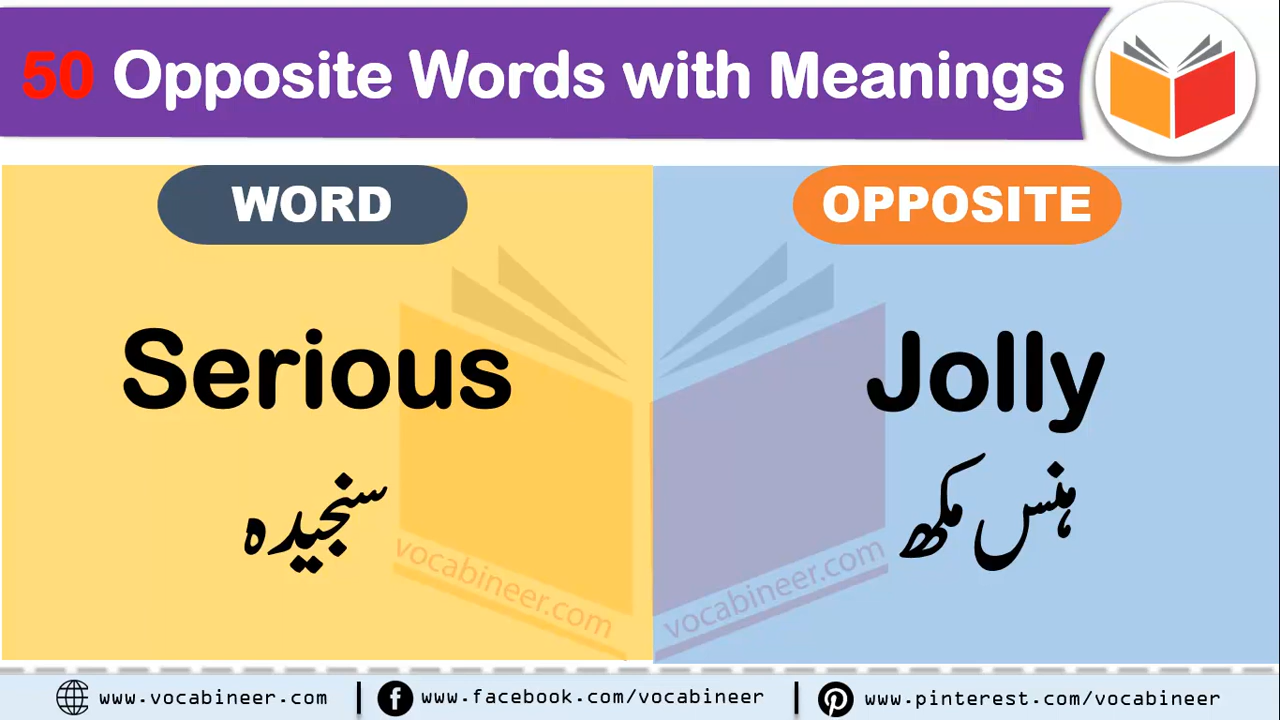 50 Opposite Words with Meanings
WORD
Serious
سنجیدہ
vocabineer.com
OPPOSITE
Jolly
ہنس مکھ
vocabineer.com
www.vocabineer.com
www.facebook.com/vocabineer
www.pinterest.com/vocabineer